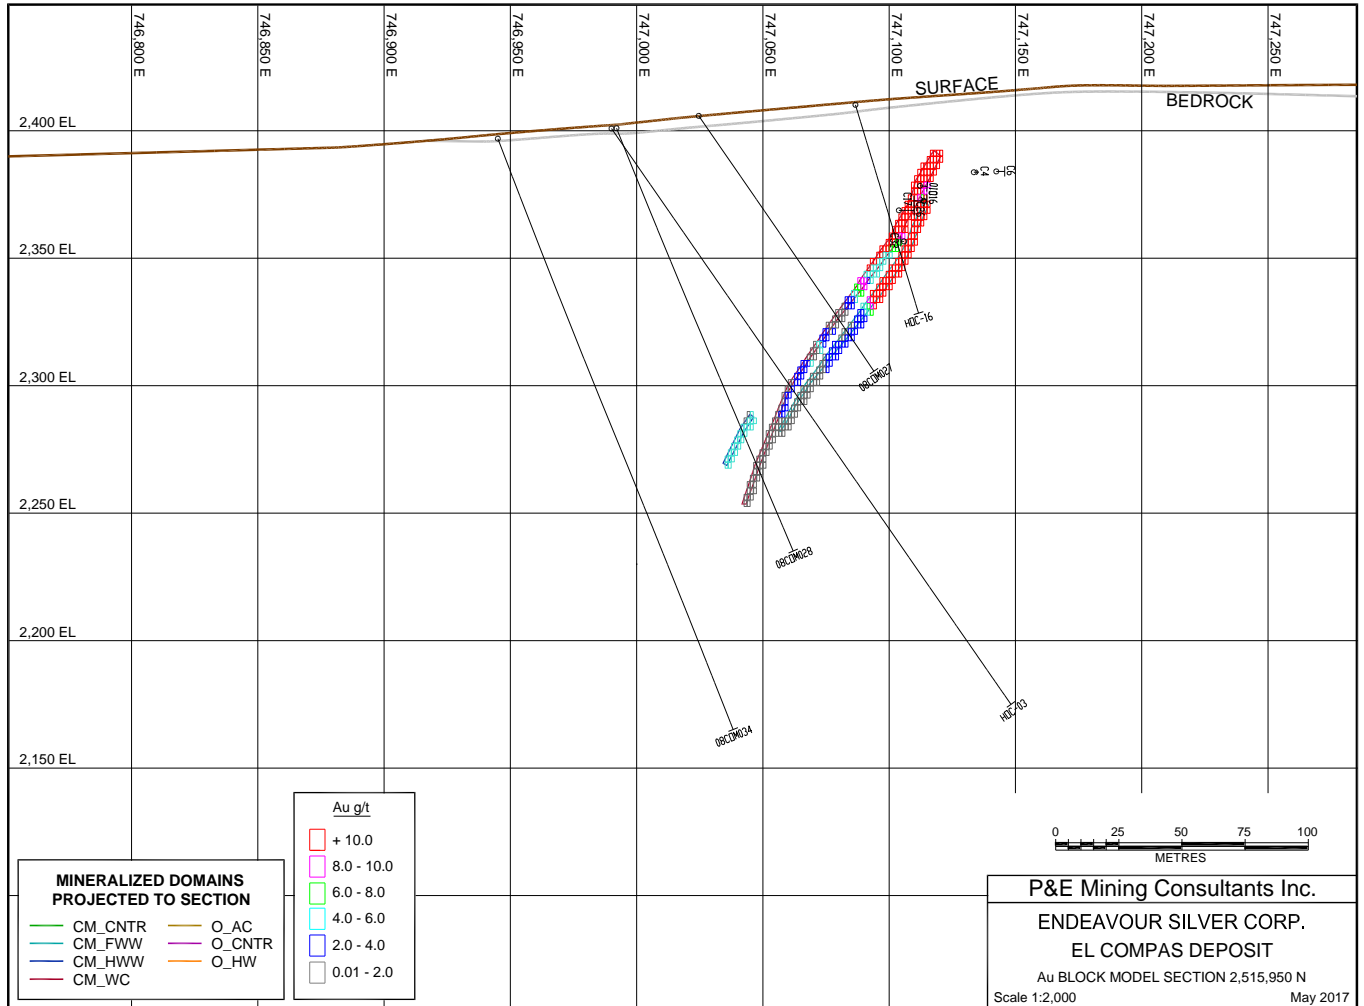 746,800 E
746,850 E
746,900 E
746,950 E
747,000 E
747,050 E
747,100 E
747,150 E
747,200 E
747,250 E
SURFACE
BEDROCK
2,400 EL
2,350 EL
2,300 EL
2,250 EL
2,200 EL
2,150 EL
C4
HDC-16
08CDM027
08CDM028
HDC-03
08CDM034
Au g/t
+ 10.0
8.0 - 10.0
6.0 - 8.0
4.0 - 6.0
2.0 - 4.0
0.01 - 2.0
MINERALIZED DOMAINS
PROJECTED TO SECTION
CM_CNTR O_AC
CM_FWW O_CNTR
CM_HWW O_HW
CM_WC
0 25 50 75 100
METRES
P&E Mining Consultants Inc.
ENDEAVOUR SILVER CORP.
EL COMPAS DEPOSIT
Au BLOCK MODEL SECTION 2,515,950 N
Scale 1:2,000 May 2017